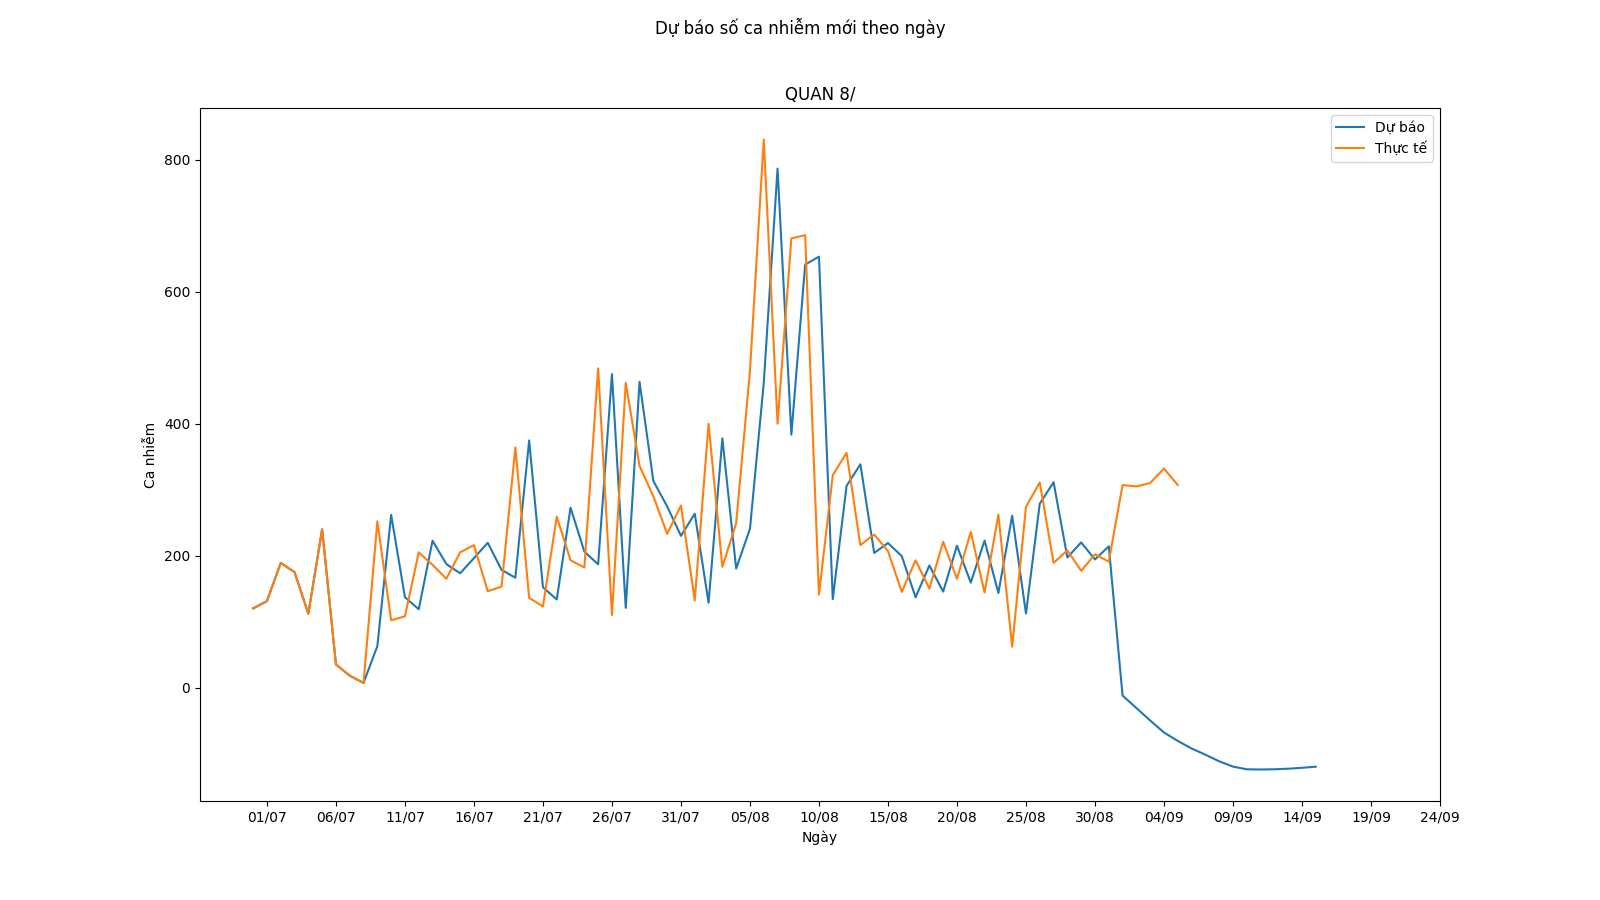 Dự báo số ca nhiễm mới theo ngày
QUAN 8/
Dự báo
Thực tế
Ca nhiễm
800
600
400
200
0
01/07 06/07 11/07 16/07 21/07 26/07 31/07 05/08 10/08 15/08 20/08 25/08 30/08 04/09 09/09 14/09 19/09 24/09
Ngày